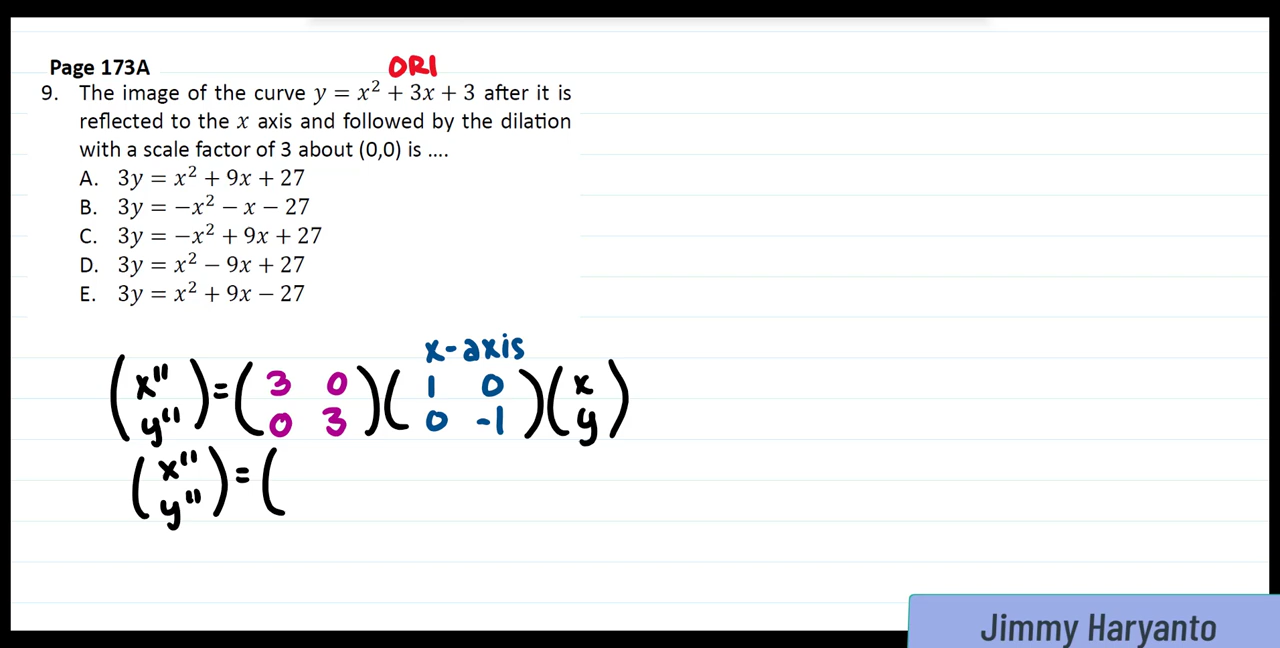 Page 173A
ORI
9. The image of the curve y = x² + 3x + 3 after it is
reflected to the x axis and followed by the dilation
with a scale factor of 3 about (0,0) is ....
A. 3y = x² + 9x + 27
B. 3y = −x² − x − 27
C. 3y = −x² + 9x + 27
D. 3y = x² − 9x + 27
E. 3y = x² + 9x − 27
x-axis
(x'' y'') = (3 0 0 3)(1 0 0 -1)(x y)
(x'' y'') = (
Jimmy Haryanto